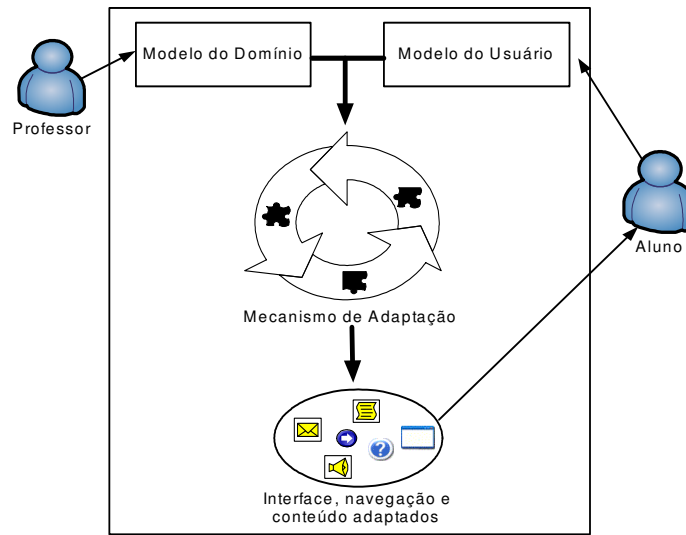 Modelo do Domínio
Modelo do Usuário
Professor
Aluno
Mecanismo de Adaptação
Interface, navegação e
conteúdo adaptados